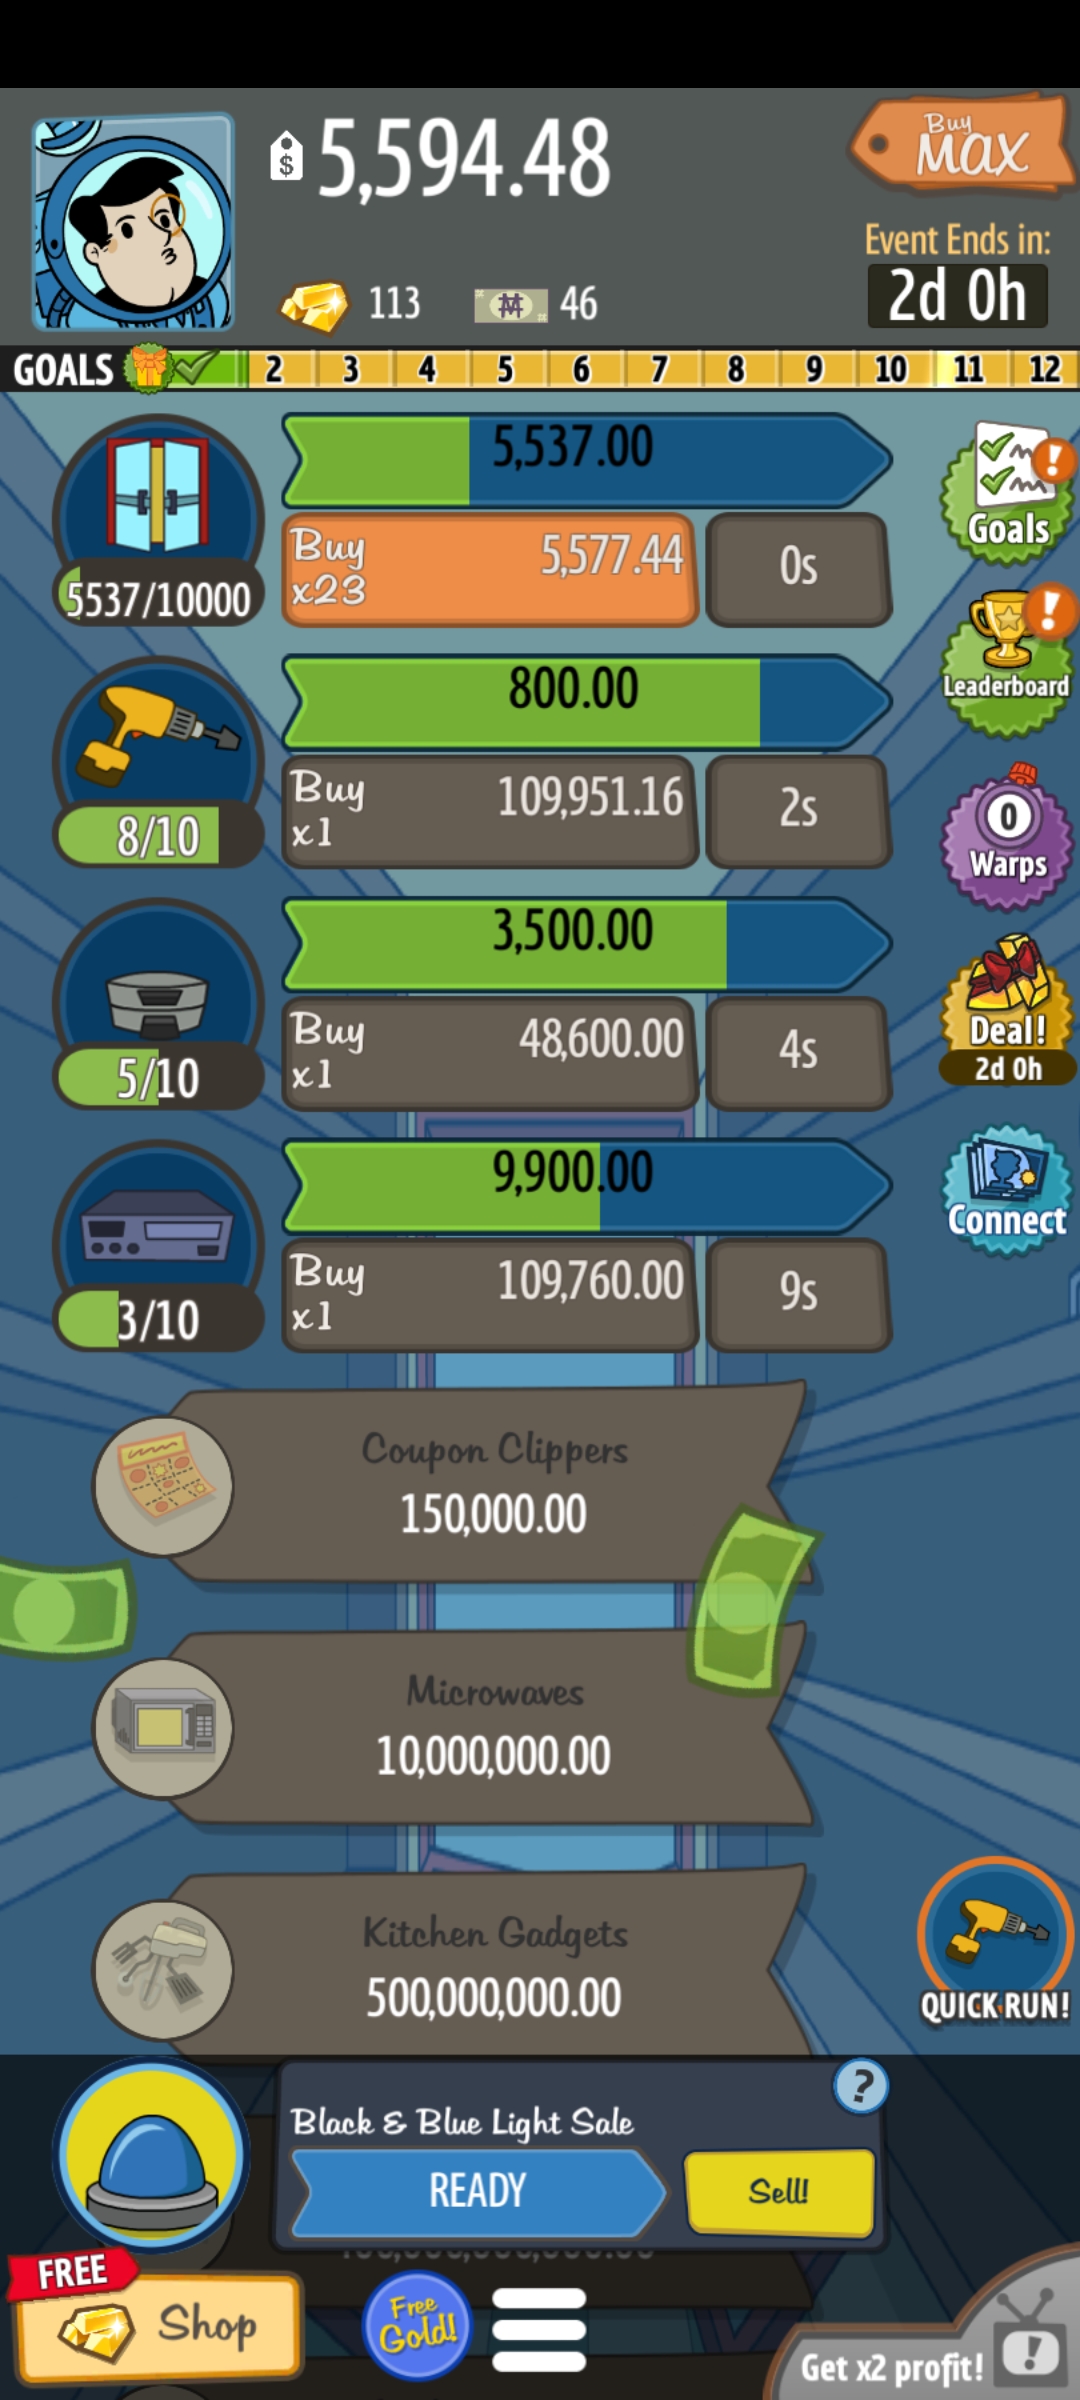 $ 5,594.48
Buy
MAX
113
46
Event Ends in:
2d 0h
GOALS 2 3 4 5 6 7 8 9 10 11 12
5,537.00
Buy
x23
5,577.44
0s
5537/10000
Goals
800.00
Buy
x1
109,951.16
2s
8/10
Leaderboard
3,500.00
Buy
x1
48,600.00
4s
5/10
0
Warps
Deal!
2d 0h
9,900.00
Buy
x1
109,760.00
9s
3/10
Connect
Coupon Clippers
150,000.00
Microwaves
10,000,000.00
Kitchen Gadgets
500,000,000.00
QUICK RUN!
?
Black & Blue Light Sale
READY
Sell!
FREE
Shop
Free
Gold!
Get x2 profit!